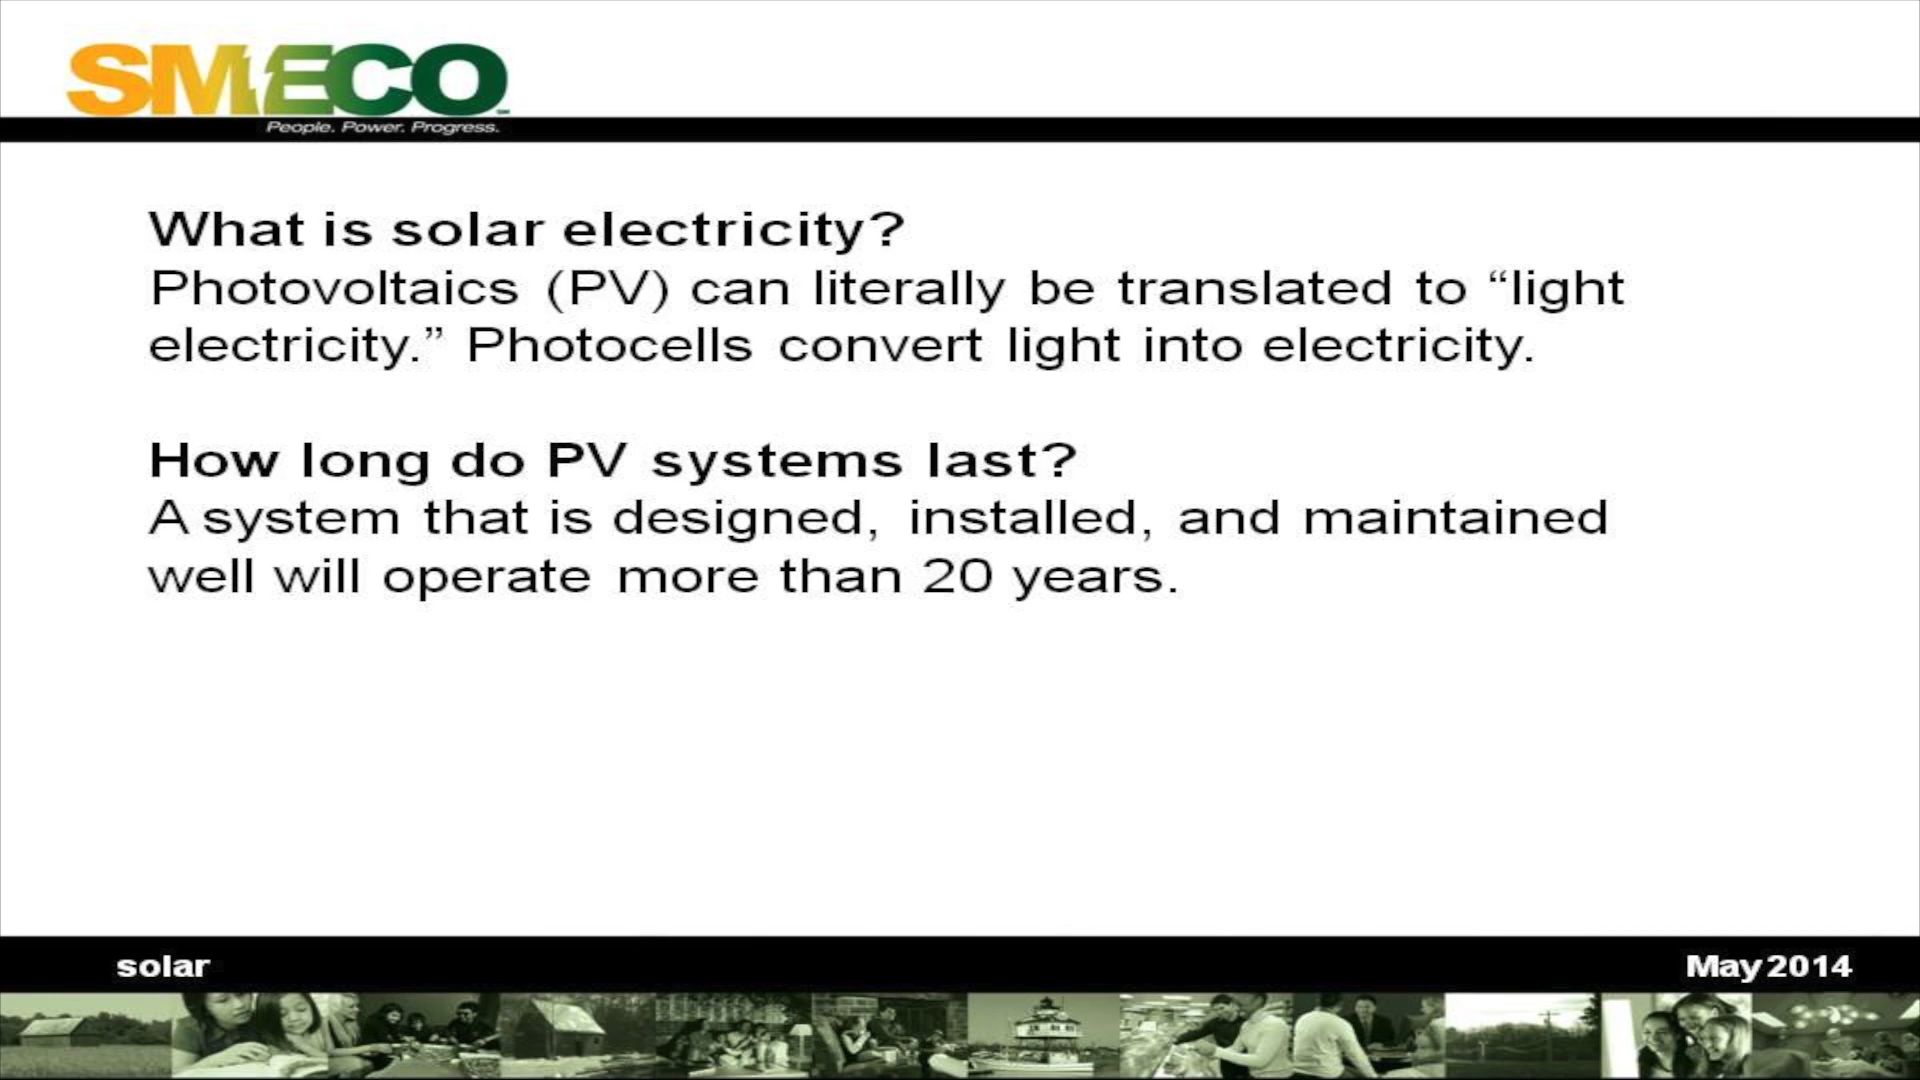 SMECO
People. Power. Progress.
What is solar electricity?
Photovoltaics (PV) can literally be translated to “light
electricity.” Photocells convert light into electricity.
How long do PV systems last?
A system that is designed, installed, and maintained
well will operate more than 20 years.
solar
May 2014